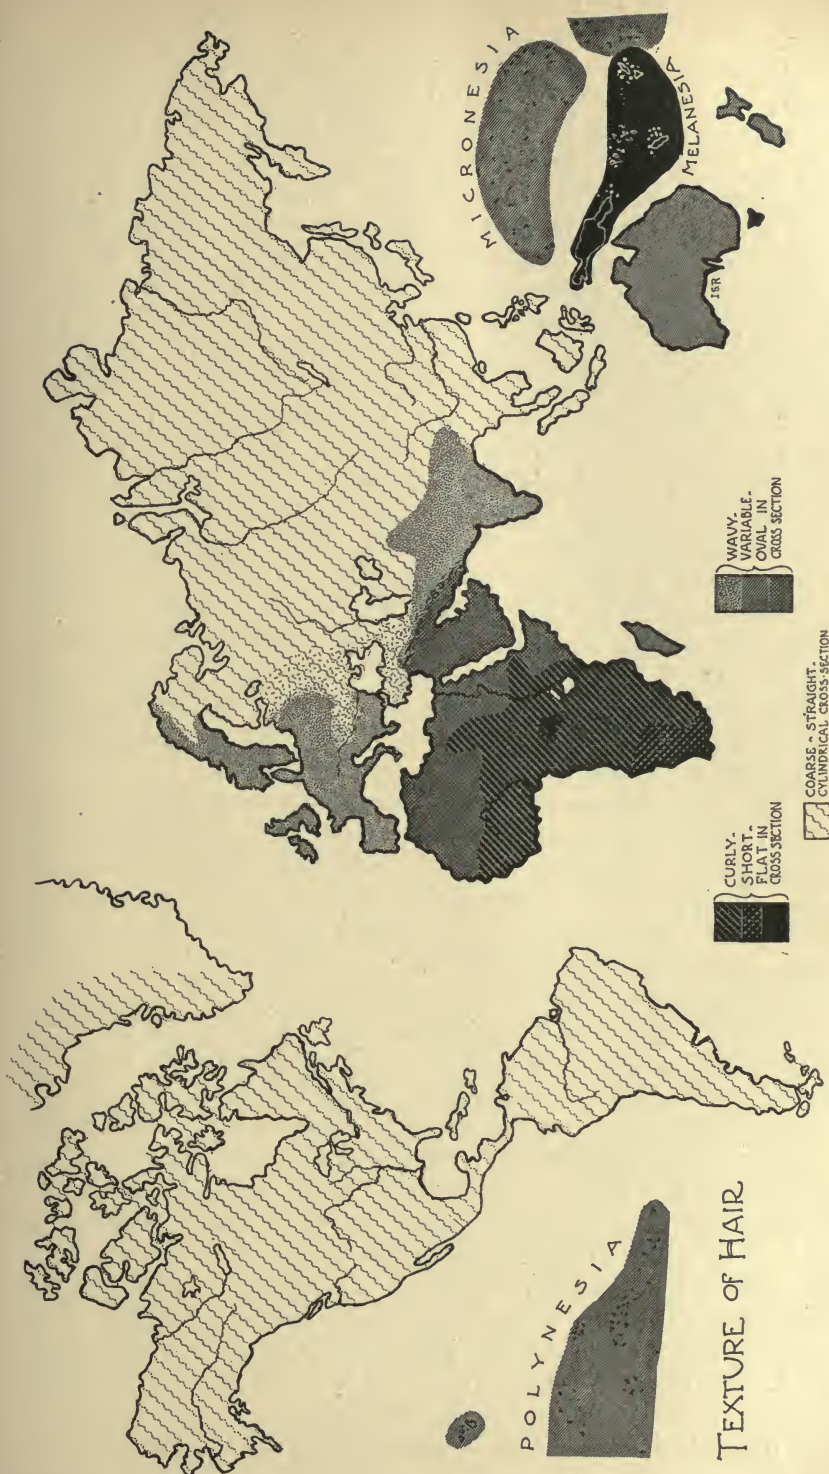 TEXTURE OF HAIR
POLYNESIA
MICRONESIA
MELANESIA
ISR
CURLY-
SHORT-
FLAT IN
CROSS SECTION
WAVY-
VARIABLE-
OVAL IN
CROSS SECTION
COARSE - STRAIGHT-
CYLINDRICAL CROSS-SECTION